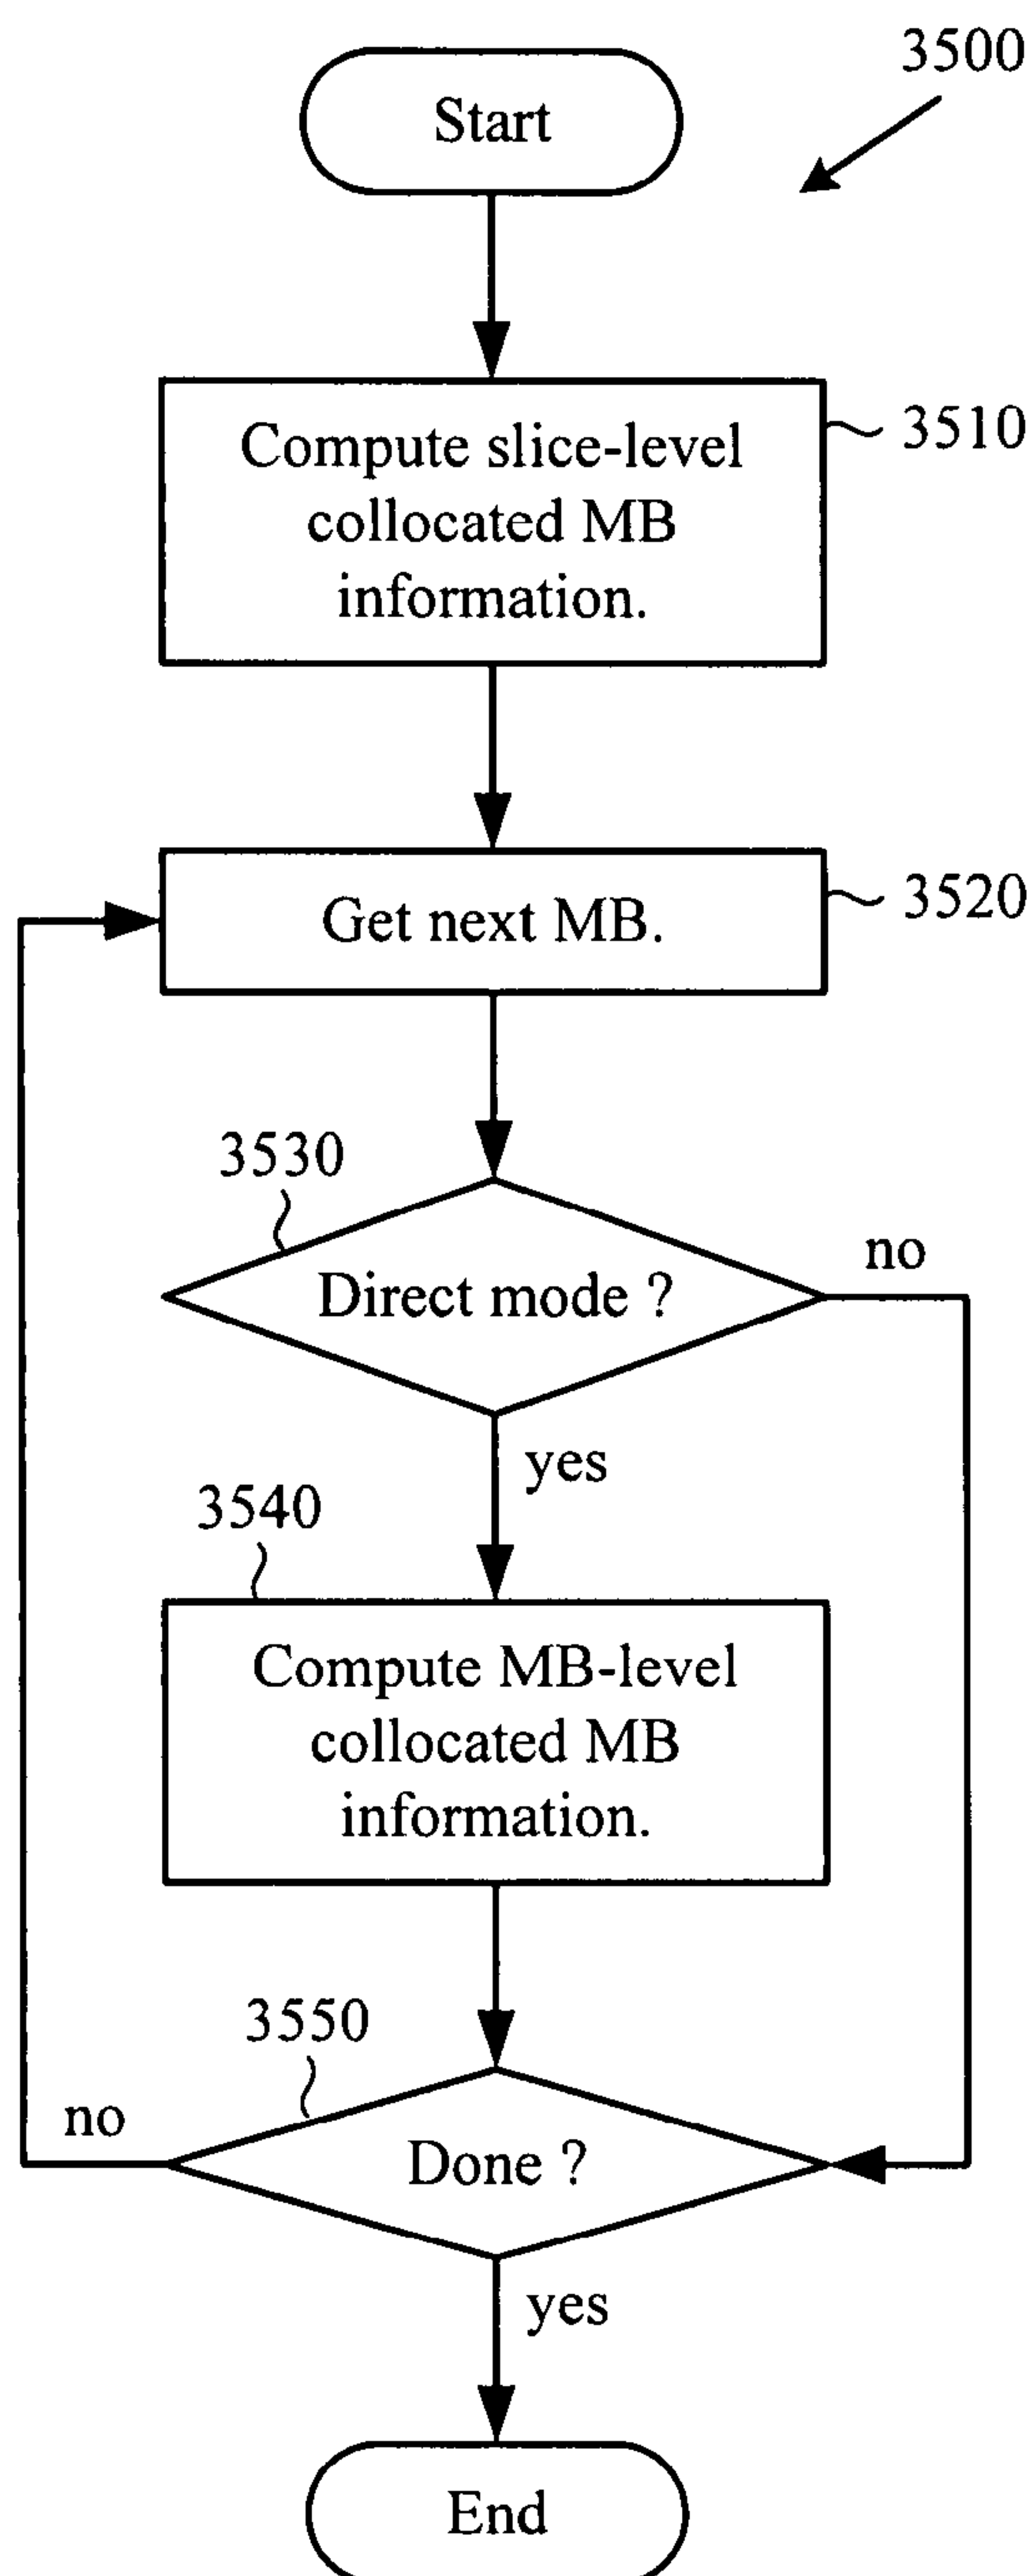 3500
Start
Compute slice-level
collocated MB
information.
3510
Get next MB.
3520
3530
Direct mode ?
no
yes
3540
Compute MB-level
collocated MB
information.
3550
no
Done ?
yes
End